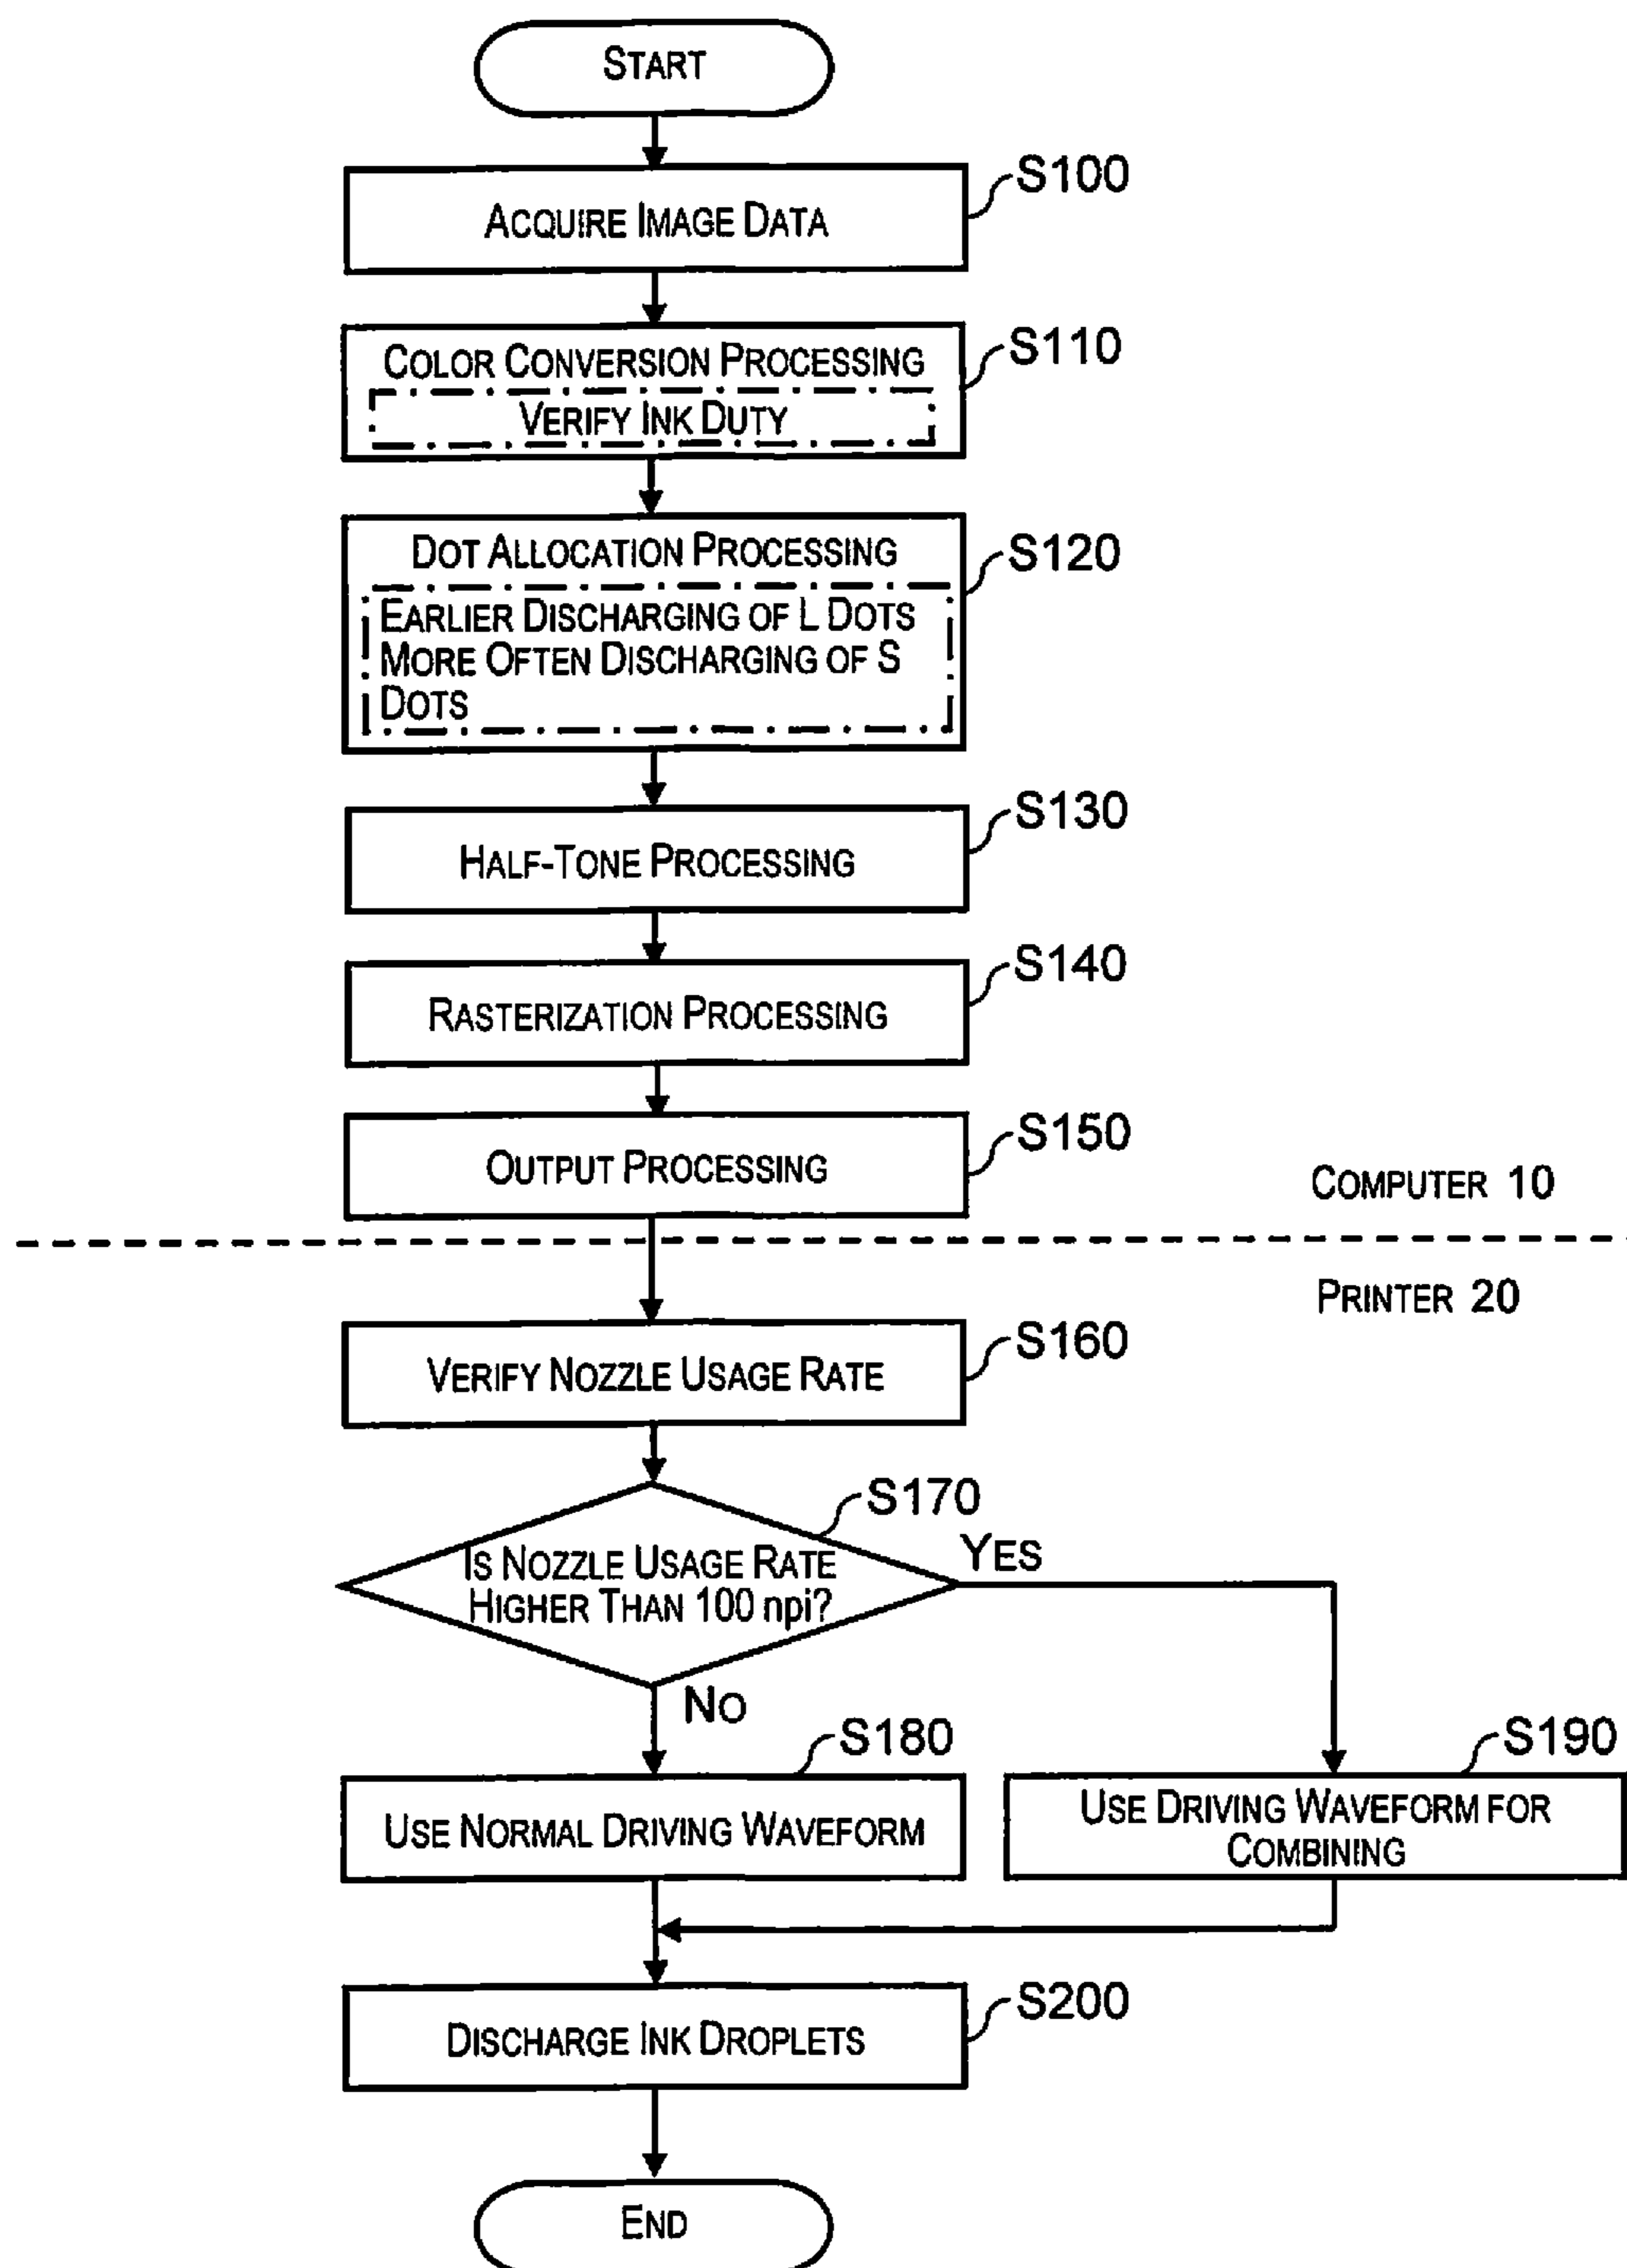 START
S100
ACQUIRE IMAGE DATA
S110
COLOR CONVERSION PROCESSING
VERIFY INK DUTY
S120
DOT ALLOCATION PROCESSING
EARLIER DISCHARGING OF L DOTS
MORE OFTEN DISCHARGING OF S
DOTS
S130
HALF-TONE PROCESSING
S140
RASTERIZATION PROCESSING
S150
OUTPUT PROCESSING
COMPUTER 10
PRINTER 20
S160
VERIFY NOZZLE USAGE RATE
S170
IS NOZZLE USAGE RATE
HIGHER THAN 100 npi?
YES
NO
S180
USE NORMAL DRIVING WAVEFORM
S190
USE DRIVING WAVEFORM FOR
COMBINING
S200
DISCHARGE INK DROPLETS
END